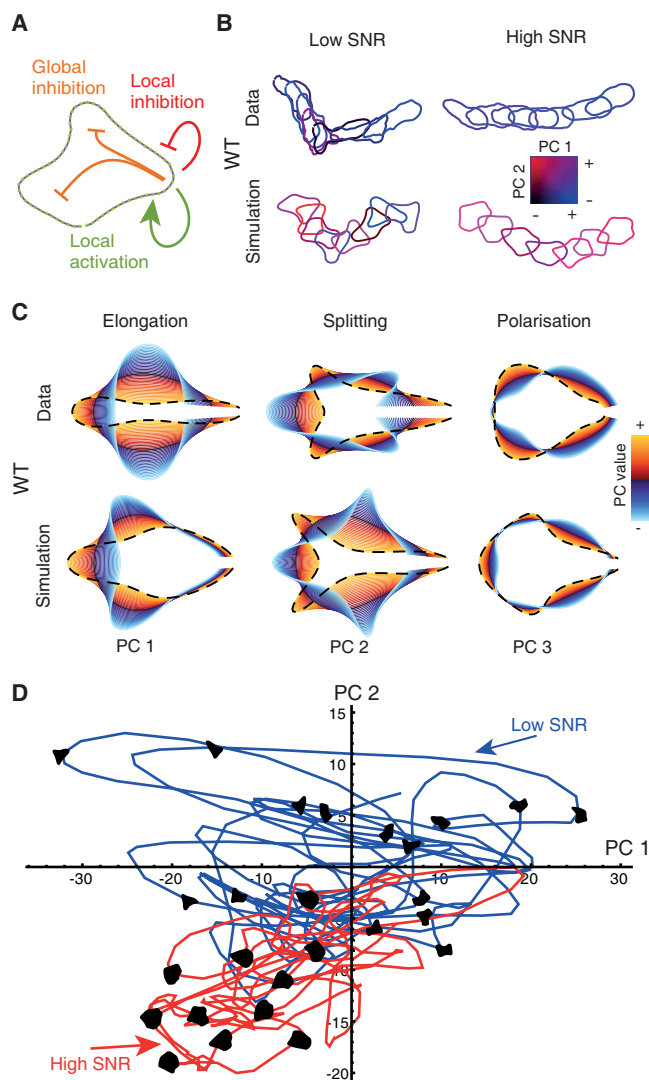 A
Global
inhibition
Local
inhibition
Local
activation
B
Low SNR
High SNR
WT
Data
Simulation
PC 1
PC 2
+
-
-
+
C
Elongation
Splitting
Polarisation
WT
Data
Simulation
+
PC value
-
PC 1
PC 2
PC 3
D
PC 2
15
Low SNR
10
5
PC 1
-30
-20
-10
10
20
30
-5
-10
-15
High SNR
-20